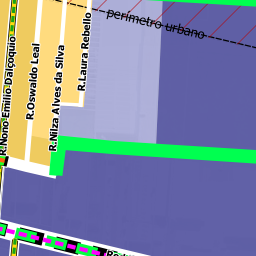 perímetro urbano
R.Nono Emilio Dalçoquio
R.Oswaldo Leal
R.Nilza Alves da Silva
R.Laura Rebello